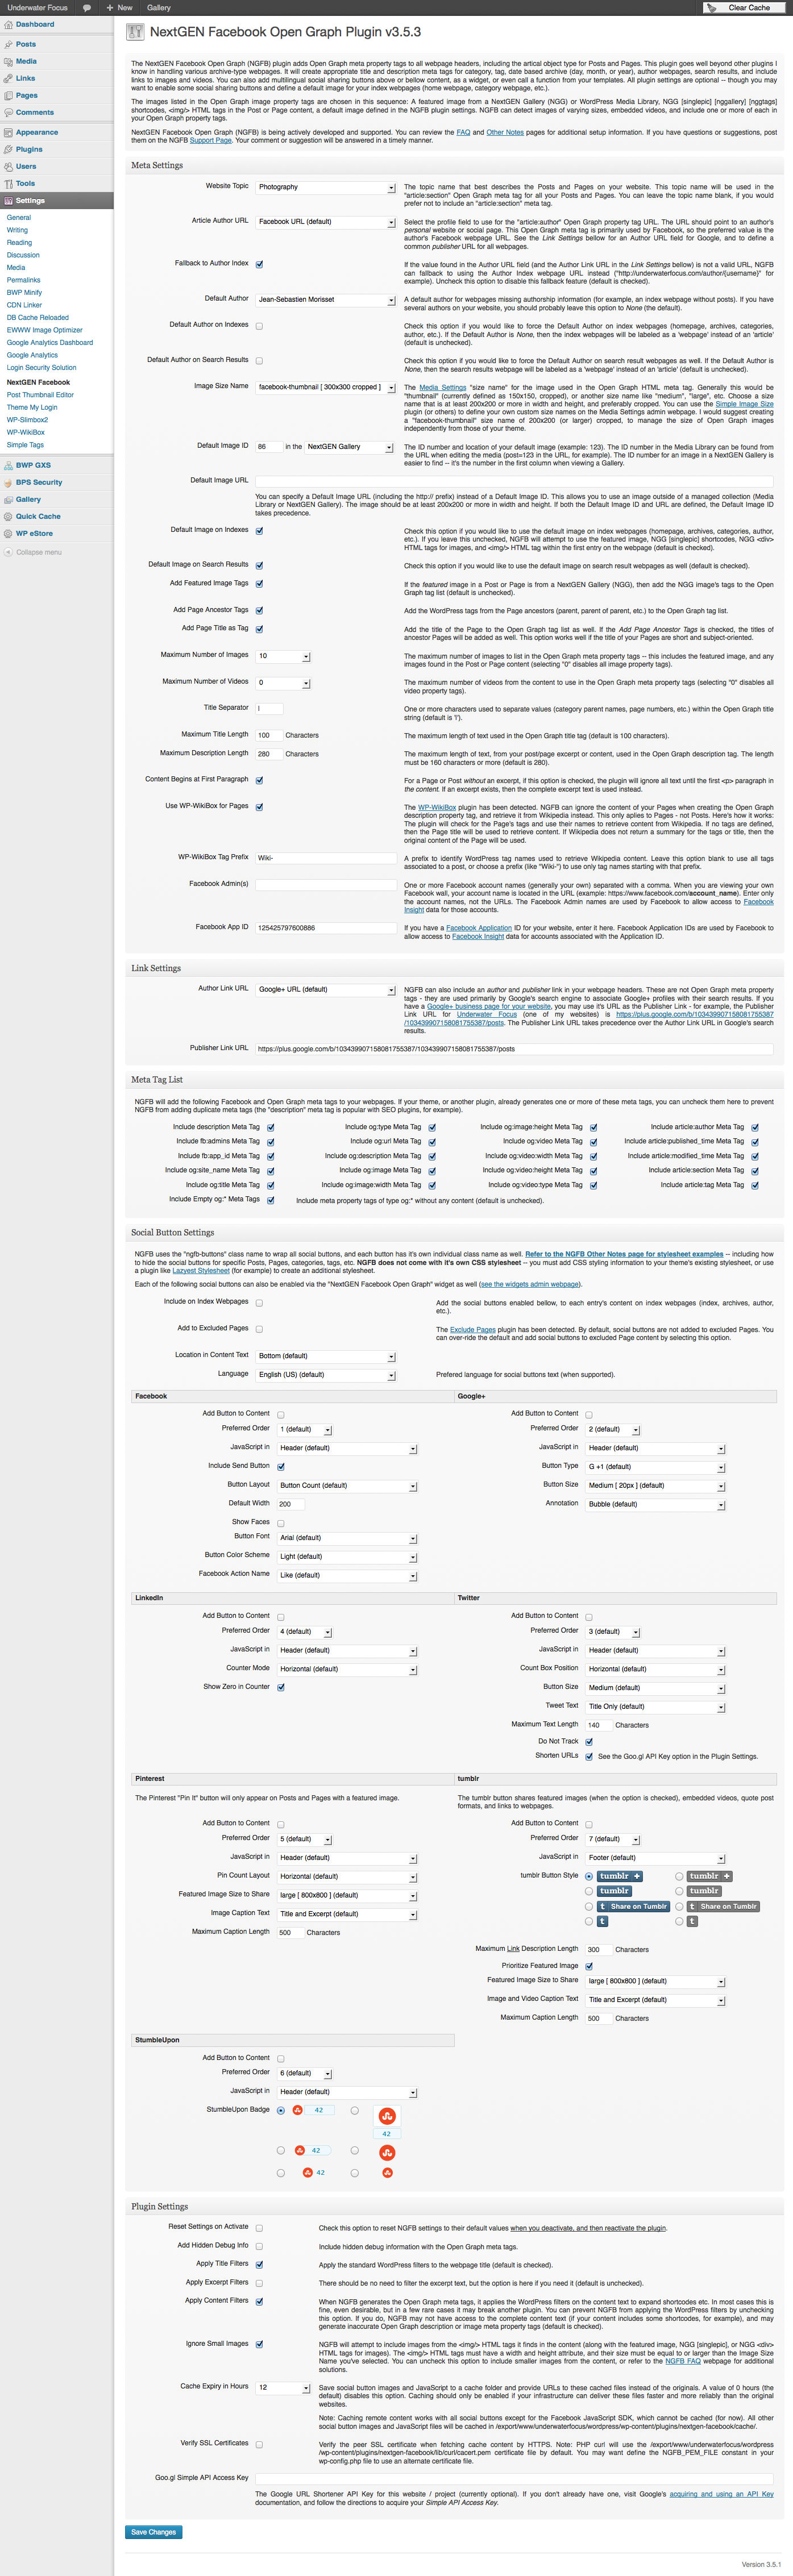 Underwater Focus
+ New
Gallery
Clear Cache
Dashboard
Posts
Media
Links
Pages
Comments
Appearance
Plugins
Users
Tools
Settings
General
Writing
Reading
Discussion
Media
Permalinks
BWP Minify
CDN Linker
DB Cache Reloaded
EWWW Image Optimizer
Google Analytics Dashboard
Google Analytics
Login Security Solution
NextGEN Facebook
Post Thumbnail Editor
Theme My Login
WP-Slimbox2
WP-WikiBox
Simple Tags
BWP GXS
BPS Security
Gallery
Quick Cache
WP eStore
Collapse menu
NextGEN Facebook Open Graph Plugin v3.5.3
The NextGEN Facebook Open Graph (NGFB) plugin adds Open Graph meta property tags to all webpage headers, including the artical object type for Posts and Pages. This plugin goes well beyond other plugins I
know in handling various archive-type webpages. It will create appropriate title and description meta tags for category, tag, date based archive (day, month, or year), author webpages, search results, and include
links to images and videos. You can also add multilingual social sharing buttons above or bellow content, as a widget, or even call a function from your templates. All plugin settings are optional -- though you may
want to enable some social sharing buttons and define a default image for your index webpages (home webpage, category webpage, etc.).
The images listed in the Open Graph image property tags are chosen in this sequence: A featured image from a NextGEN Gallery (NGG) or WordPress Media Library, NGG [singlepic] [nggallery] [nggtags]
shortcodes, <img/> HTML tags in the Post or Page content, a default image defined in the NGFB plugin settings. NGFB can detect images of varying sizes, embedded videos, and include one or more of each in
your Open Graph property tags.
NextGEN Facebook Open Graph (NGFB) is being actively developed and supported. You can review the FAQ and Other Notes pages for additional setup information. If you have questions or suggestions, post
them on the NGFB Support Page. Your comment or suggestion will be answered in a timely manner.
Meta Settings
Website Topic
Photography
The topic name that best describes the Posts and Pages on your website. This topic name will be used in the
"article:section" Open Graph meta tag for all your Posts and Pages. You can leave the topic name blank, if you would
prefer not to include an "article:section" meta tag.
Article Author URL
Facebook URL (default)
Select the profile field to use for the "article:author" Open Graph property tag URL. The URL should point to an author's
personal website or social page. This Open Graph meta tag is primarily used by Facebook, so the preferred value is the
author's Facebook webpage URL. See the Link Settings bellow for an Author URL field for Google, and to define a
common publisher URL for all webpages.
Fallback to Author Index
If the value found in the Author URL field (and the Author Link URL in the Link Settings bellow) is not a valid URL, NGFB
can fallback to using the Author Index webpage URL instead ("http://underwaterfocus.com/author/{username}" for
example). Uncheck this option to disable this fallback feature (default is checked).
Default Author
Jean-Sebastien Morisset
A default author for webpages missing authorship information (for example, an index webpage without posts). If you have
several authors on your website, you should probably leave this option to None (the default).
Default Author on Indexes
Check this option if you would like to force the Default Author on index webpages (homepage, archives, categories,
author, etc.). If the Default Author is None, then the index webpages will be labeled as a 'webpage' instead of an 'article'
(default is unchecked).
Default Author on Search Results
Check this option if you would like to force the Default Author on search result webpages as well. If the Default Author is
None, then the search results webpage will be labeled as a 'webpage' instead of an 'article' (default is unchecked).
Image Size Name
facebook-thumbnail [ 300x300 cropped ]
The Media Settings "size name" for the image used in the Open Graph HTML meta tag. Generally this would be
"thumbnail" (currently defined as 150x150, cropped), or another size name like "medium", "large", etc. Choose a size
name that is at least 200x200 or more in width and height, and preferably cropped. You can use the Simple Image Size
plugin (or others) to define your own custom size names on the Media Settings admin webpage. I would suggest creating
a "facebook-thumbnail" size name of 200x200 (or larger) cropped, to manage the size of Open Graph images
independently from those of your theme.
Default Image ID
86
in the
NextGEN Gallery
The ID number and location of your default image (example: 123). The ID number in the Media Library can be found from
the URL when editing the media (post=123 in the URL, for example). The ID number for an image in a NextGEN Gallery is
easier to find -- it's the number in the first column when viewing a Gallery.
Default Image URL
You can specify a Default Image URL (including the http:// prefix) instead of a Default Image ID. This allows you to use an image outside of a managed collection (Media
Library or NextGEN Gallery). The image should be at least 200x200 or more in width and height. If both the Default Image ID and URL are defined, the Default Image ID
takes precedence.
Default Image on Indexes
Check this option if you would like to use the default image on index webpages (homepage, archives, categories, author,
etc.). If you leave this unchecked, NGFB will attempt to use the featured, NGG [singlepic] shortcodes, NGG <div>
HTML tags for images, and <img/> HTML tag within the first entry on the webpage (default is checked).
Default Image on Search Results
Check this option if you would like to use the default image on search result webpages as well (default is checked).
Add Featured Image Tags
If the featured image in a Post or Page is from a NextGEN Gallery (NGG), then add the NGG image's tags to the Open
Graph tag list (default is unchecked).
Add Page Ancestor Tags
Add the WordPress tags from the Page ancestors (parent, parent of parent, etc.) to the Open Graph tag list.
Add Page Title as Tag
Add the title of the Page to the Open Graph tag list as well. If the Add Page Ancestor Tags is checked, the titles of
ancestor Pages will be added as well. This option works well if the title of your Pages are short and subject-oriented.
Maximum Number of Images
10
The maximum number of images to list in the Open Graph meta property tags -- this includes the featured image, and any
images found in the Post or Page content (selecting "0" disables all image property tags).
Maximum Number of Videos
0
The maximum number of videos from the content to use in the Open Graph meta property tags (selecting "0" disables all
video property tags).
Title Separator
|
One or more characters used to separate values (category parent names, page numbers, etc.) within the Open Graph title
string (default is '|').
Maximum Title Length
100
Characters
The maximum length of text used in the Open Graph title tag (default is 100 characters).
Maximum Description Length
280
Characters
The maximum length of text, from your post/page excerpt or content, used in the Open Graph description tag. The length
must be 160 characters or more (default is 280).
Content Begins at First Paragraph
For a Page or Post without an excerpt, if this option is checked, the plugin will ignore all text until the first <p> paragraph in
the content. If an excerpt exists, then the complete excerpt text is used instead.
Use WP-WikiBox for Pages
The WP-WikiBox plugin has been detected. NGFB can ignore the content of your Pages when creating the Open Graph
description property tag, and retrieve it from Wikipedia instead. This only aplies to Pages - not Posts. Here's how it works:
The plugin will check for the Page's tags and use their names to retrieve content from Wikipedia. If no tags are defined,
then the Page title will be used to retrieve content. If Wikipedia does not return a summary for the tags or title, then the
original content of the Page will be used.
WP-WikiBox Tag Prefix
Wiki-
A prefix to identify WordPress tag names used to retrieve Wikipedia content. Leave this option blank to use all tags
associated to a post, or choose a prefix (like "Wiki-") to use only tag names starting with that prefix.
Facebook Admin(s)
One or more Facebook account names (generally your own) separated with a comma. When you are viewing your own
Facebook wall, your account name is located in the URL (example: https://www.facebook.com/account_name). Enter only
the account names, not the URLs. The Facebook Admin names are used by Facebook to allow access to Facebook
Insight data for those accounts.
Facebook App ID
125425797600886
If you have a Facebook Application ID for your website, enter it here. Facebook Application IDs are used by Facebook to
allow access to Facebook Insight data for accounts associated with the Application ID.
Link Settings
Author Link URL
Google+ URL (default)
NGFB can also include an author and publisher link in your webpage headers. These are not Open Graph meta property
tags - they are used primarily by Google's search engine to associate Google+ profiles with their search results. If you
have a Google+ business page for your website, you may use it's URL as the Publisher Link - for example, the Publisher
Link URL for Underwater Focus (one of my websites) is https://plus.google.com/b/103439907158081755387
/103439907158081755387/posts. The Publisher Link URL takes precedence over the Author Link URL in Google's search
results.
Publisher Link URL
https://plus.google.com/b/103439907158081755387/103439907158081755387/posts
Meta Tag List
NGFB will add the following Facebook and Open Graph meta tags to your webpages. If your theme, or another plugin, already generates one or more of these meta tags, you can uncheck them here to prevent
NGFB from adding duplicate meta tags (the "description" meta tag is popular with SEO plugins, for example).
Include description Meta Tag
Include og:type Meta Tag
Include og:image:height Meta Tag
Include article:author Meta Tag
Include fb:admins Meta Tag
Include og:url Meta Tag
Include og:video Meta Tag
Include article:published_time Meta Tag
Include fb:app_id Meta Tag
Include og:description Meta Tag
Include og:video:width Meta Tag
Include article:modified_time Meta Tag
Include og:site_name Meta Tag
Include og:image Meta Tag
Include og:video:height Meta Tag
Include article:section Meta Tag
Include og:title Meta Tag
Include og:image:width Meta Tag
Include og:video:type Meta Tag
Include article:tag Meta Tag
Include Empty og:* Meta Tags
Include meta property tags of type og:* without any content (default is unchecked).
Social Button Settings
NGFB uses the "ngfb-buttons" class name to wrap all social buttons, and each button has it's own individual class name as well. Refer to the NGFB Other Notes page for stylesheet examples -- including how
to hide the social buttons for specific Posts, Pages, categories, tags, etc. NGFB does not come with it's own CSS stylesheet -- you must add CSS styling information to your theme's existing stylesheet, or use
a plugin like Lazyest Stylesheet (for example) to create an additional stylesheet.
Each of the following social buttons can also be enabled via the "NextGEN Facebook Open Graph" widget as well (see the widgets admin webpage).
Include on Index Webpages
Add the social buttons enabled bellow, to each entry's content on index webpages (index, archives, author,
etc.).
Add to Excluded Pages
The Exclude Pages plugin has been detected. By default, social buttons are not added to excluded Pages. You
can over-ride the default and add social buttons to excluded Page content by selecting this option.
Location in Content Text
Bottom (default)
Language
English (US) (default)
Prefered language for social buttons text (when supported).
Facebook
Google+
Add Button to Content
Add Button to Content
Preferred Order
1 (default)
Preferred Order
2 (default)
JavaScript in
Header (default)
JavaScript in
Header (default)
Include Send Button
Button Type
G +1 (default)
Button Layout
Button Count (default)
Button Size
Medium [ 20px ] (default)
Default Width
200
Annotation
Bubble (default)
Show Faces
Button Font
Arial (default)
Button Color Scheme
Light (default)
Facebook Action Name
Like (default)
LinkedIn
Twitter
Add Button to Content
Add Button to Content
Preferred Order
4 (default)
Preferred Order
3 (default)
JavaScript in
Header (default)
JavaScript in
Header (default)
Counter Mode
Horizontal (default)
Count Box Position
Horizontal (default)
Show Zero in Counter
Button Size
Medium (default)
Tweet Text
Title Only (default)
Maximum Text Length
140
Characters
Do Not Track
Shorten URLs
See the Goo.gl API Key option in the Plugin Settings.
Pinterest
tumblr
The Pinterest "Pin It" button will only appear on Posts and Pages with a featured image.
The tumblr button shares featured images (when the option is checked), embedded videos, quote post
formats, and links to webpages.
Add Button to Content
Add Button to Content
Preferred Order
5 (default)
Preferred Order
7 (default)
JavaScript in
Header (default)
JavaScript in
Footer (default)
Pin Count Layout
Horizontal (default)
tumblr Button Style
tumblr +
tumblr +
Featured Image Size to Share
large [ 800x800 ] (default)
tumblr
tumblr
Image Caption Text
Title and Excerpt (default)
t Share on Tumblr
t Share on Tumblr
Maximum Caption Length
500
Characters
t
t
Maximum Link Description Length
300
Characters
Prioritize Featured Image
Featured Image Size to Share
large [ 800x800 ] (default)
Image and Video Caption Text
Title and Excerpt (default)
Maximum Caption Length
500
Characters
StumbleUpon
Add Button to Content
Preferred Order
6 (default)
JavaScript in
Header (default)
StumbleUpon Badge
42
42
42
42
Plugin Settings
Reset Settings on Activate
Check this option to reset NGFB settings to their default values when you deactivate, and then reactivate the plugin.
Add Hidden Debug Info
Include hidden debug information with the Open Graph meta tags.
Apply Title Filters
Apply the standard WordPress filters to the webpage title (default is checked).
Apply Excerpt Filters
There should be no need to filter the excerpt text, but the option is here if you need it (default is unchecked).
Apply Content Filters
When NGFB generates the Open Graph meta tags, it applies the WordPress filters on the content text to expand shortcodes etc. In most cases this is
fine, even desirable, but in a few rare cases it may break another plugin. You can prevent NGFB from applying the WordPress filters by unchecking
this option. If you do, NGFB may not have access to the complete content text (if your content includes some shortcodes, for example), and may
generate inaccurate Open Graph description or image meta property tags (default is checked).
Ignore Small Images
NGFB will attempt to include images from the <img/> HTML tags it finds in the content (along with the featured image, NGG [singlepic], or NGG <div>
HTML tags for images). The <img/> HTML tags must have a width and height attribute, and their size must be equal to or larger than the Image Size
Name you've selected. You can uncheck this option to include smaller images from the content, or refer to the NGFB FAQ webpage for additional
solutions.
Cache Expiry in Hours
12
Save social button images and JavaScript to a cache folder and provide URLs to these cached files instead of the originals. A value of 0 hours (the
default) disables this option. Caching should only be enabled if your infrastructure can deliver these files faster and more reliably than the original
websites.
Note: Caching remote content works with all social buttons except for the Facebook JavaScript SDK, which cannot be cached (for now). All other
social button images and JavaScript files will be cached in /export/www/underwaterfocus/wordpress/wp-content/plugins/nextgen-facebook/cache/.
Verify SSL Certificates
Verify the peer SSL certificate when fetching cache content by HTTPS. Note: PHP curl will use the /export/www/underwaterfocus/wordpress
/wp-content/plugins/nextgen-facebook/lib/curl/cacert.pem certificate file by default. You may want define the NGFB_PEM_FILE constant in your
wp-config.php file to use an alternate certificate file.
Goo.gl Simple API Access Key
The Google URL Shortener API Key for this website / project (currently optional). If you don't already have one, visit Google's acquiring and using an API Key
documentation, and follow the directions to acquire your Simple API Access Key.
Save Changes
Version 3.5.1